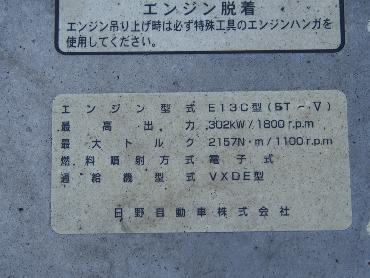 エンジン脱着
エンジン吊り上げ時は必ず特殊工具のエンジンハンガを
使用してください。
エンジン型式 E13C型(ET-Ⅴ)
最高出力 302kW/1800r.p.m
最大トルク 2157N・m/1100r.p.m
燃料噴射方式 電子式
過給機型式 VXDE型
日野自動車株式会社